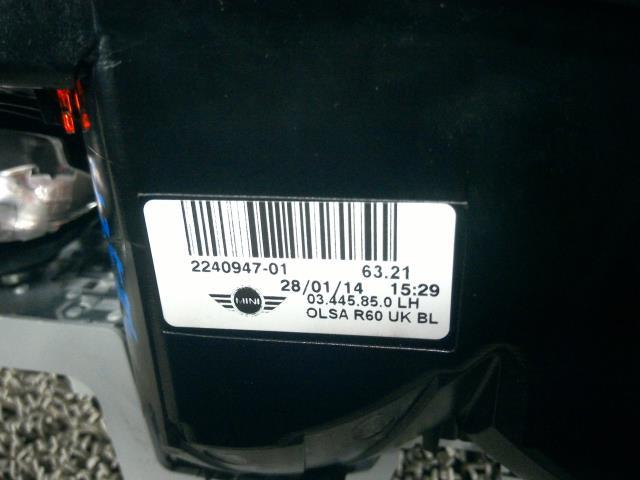 2240947-01 63.21
28/01/14 15:29
MINI 03.445.85.0 LH
OLSA R60 UK BL